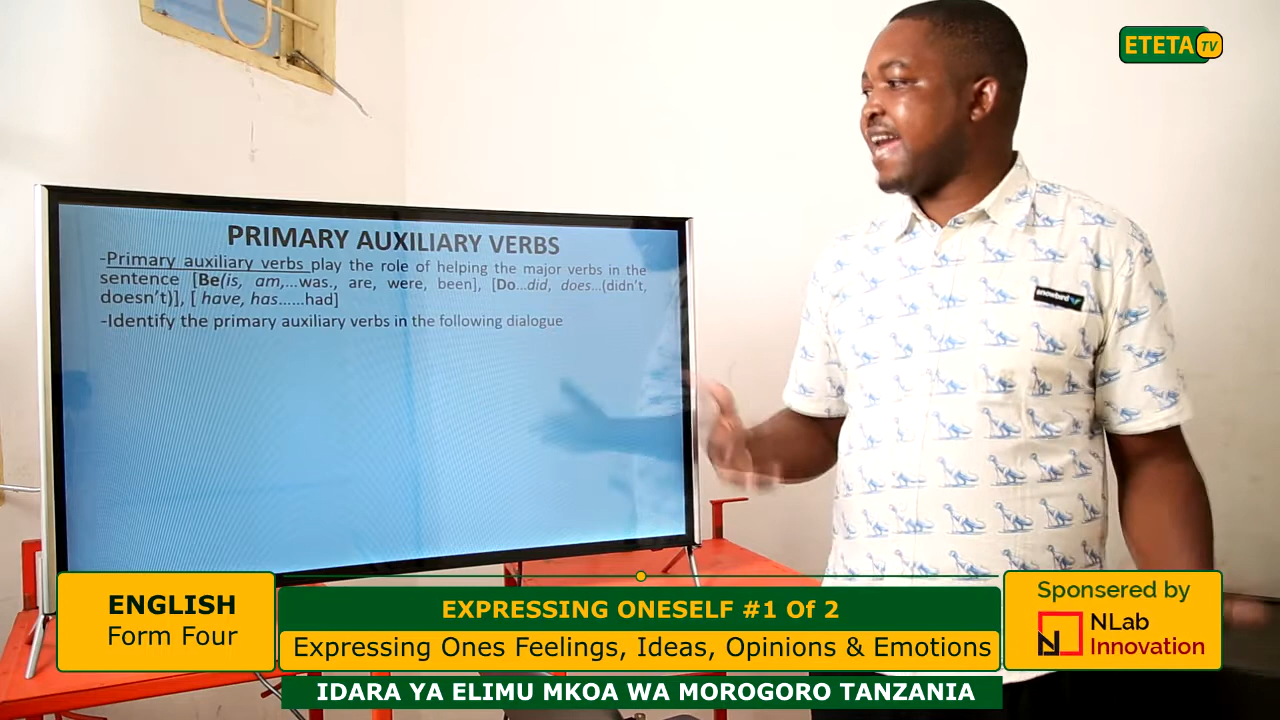 ETETA TV
PRIMARY AUXILIARY VERBS
-Primary auxiliary verbs play the role of helping the major verbs in the
sentence [Be(is, am,...was., are, were, been], [Do...did, does...(didn't,
doesn't)], [ have, has......had]
-Identify the primary auxiliary verbs in the following dialogue
snowbird
ENGLISH
Form Four
EXPRESSING ONESELF #1 Of 2
Expressing Ones Feelings, Ideas, Opinions & Emotions
IDARA YA ELIMU MKOA WA MOROGORO TANZANIA
Sponsered by
N
NLab
Innovation